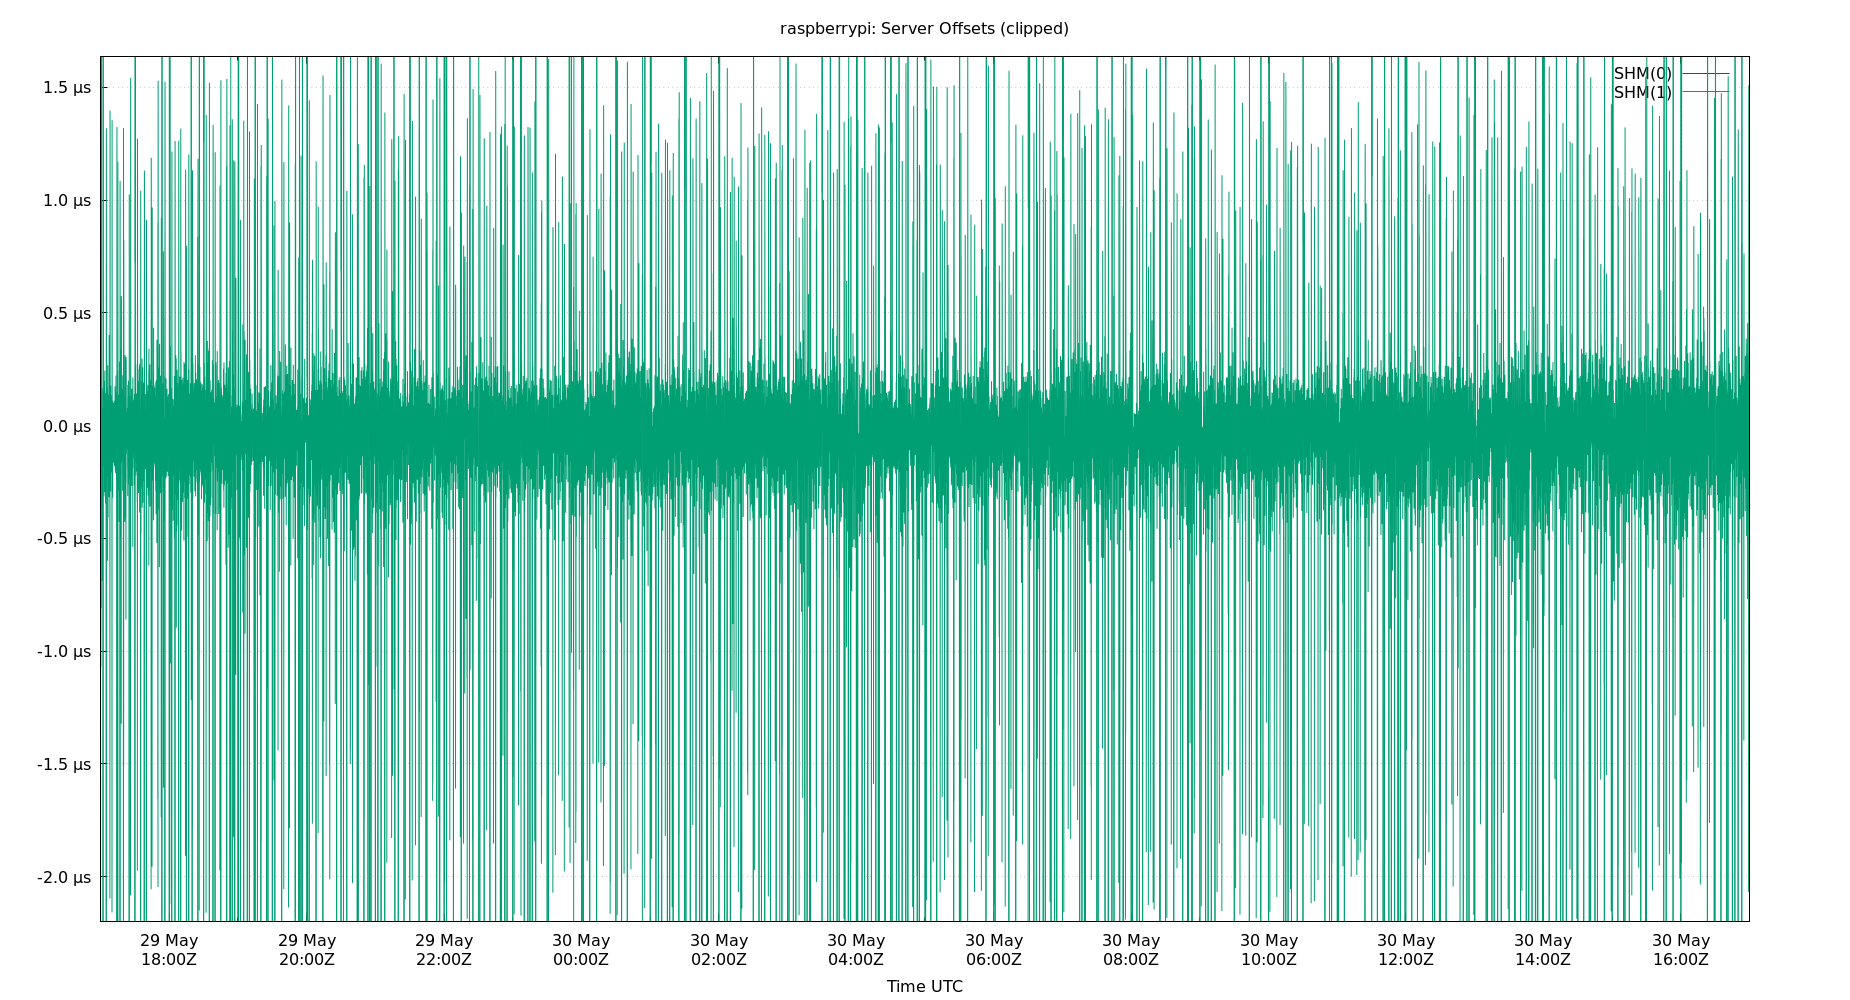 raspberrypi: Server Offsets (clipped)
SHM(0)
SHM(1)
1.5 µs
1.0 µs
0.5 µs
0.0 µs
-0.5 µs
-1.0 µs
-1.5 µs
-2.0 µs
29 May 29 May 29 May 30 May 30 May 30 May 30 May 30 May 30 May 30 May 30 May 30 May
18:00Z 20:00Z 22:00Z 00:00Z 02:00Z 04:00Z 06:00Z 08:00Z 10:00Z 12:00Z 14:00Z 16:00Z
Time UTC